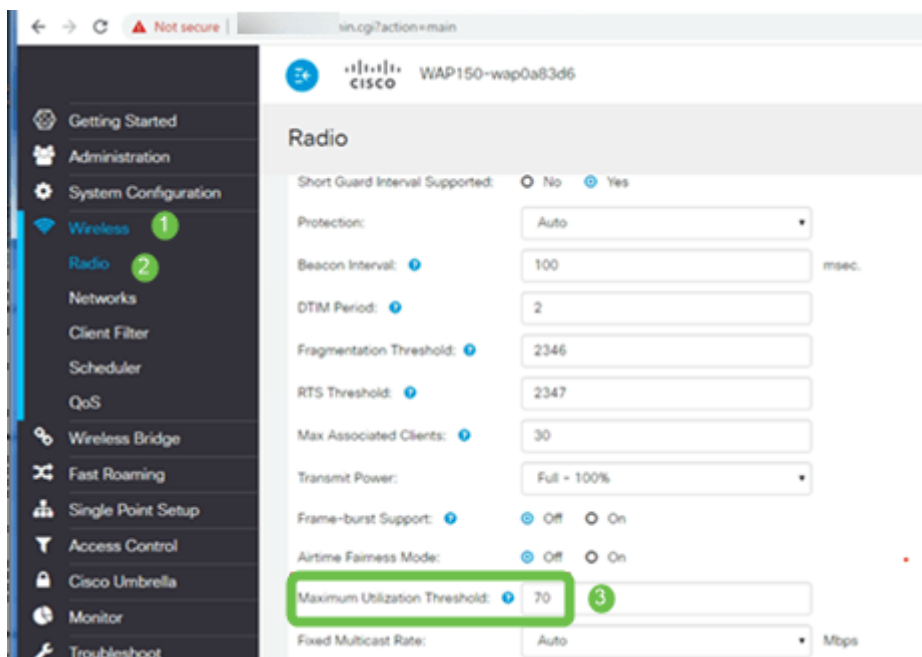 Not secure
in.cgi?action=main
CISCO WAP150-wap0a83d6
Getting Started
Administration
System Configuration
Wireless 1
Radio 2
Networks
Client Filter
Scheduler
QoS
Wireless Bridge
Fast Roaming
Single Point Setup
Access Control
Cisco Umbrella
Monitor
Troubleshoot
Radio
Short Guard Interval Supported: No Yes
Protection: Auto
Beacon Interval: ? 100 msec.
DTIM Period: ? 2
Fragmentation Threshold: ? 2346
RTS Threshold: ? 2347
Max Associated Clients: ? 30
Transmit Power: Full - 100%
Frame-burst Support: ? Off On
Airtime Fairness Mode: Off On
Maximum Utilization Threshold: ? 70 3
Fixed Multicast Rate: Auto Mbps